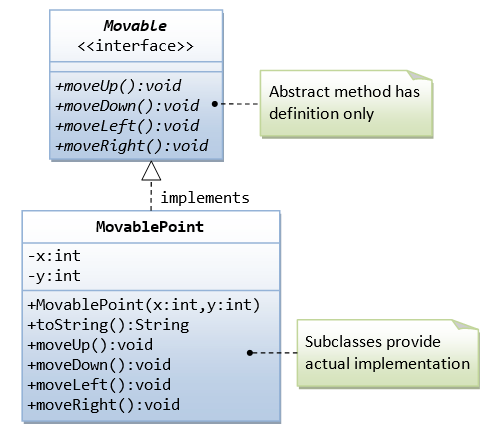 Movable
<<interface>>
+moveUp():void
+moveDown():void
+moveLeft():void
+moveRight():void
Abstract method has
definition only
implements
MovablePoint
-x:int
-y:int
+MovablePoint(x:int,y:int)
+toString():String
+moveUp():void
+moveDown():void
+moveLeft():void
+moveRight():void
Subclasses provide
actual implementation